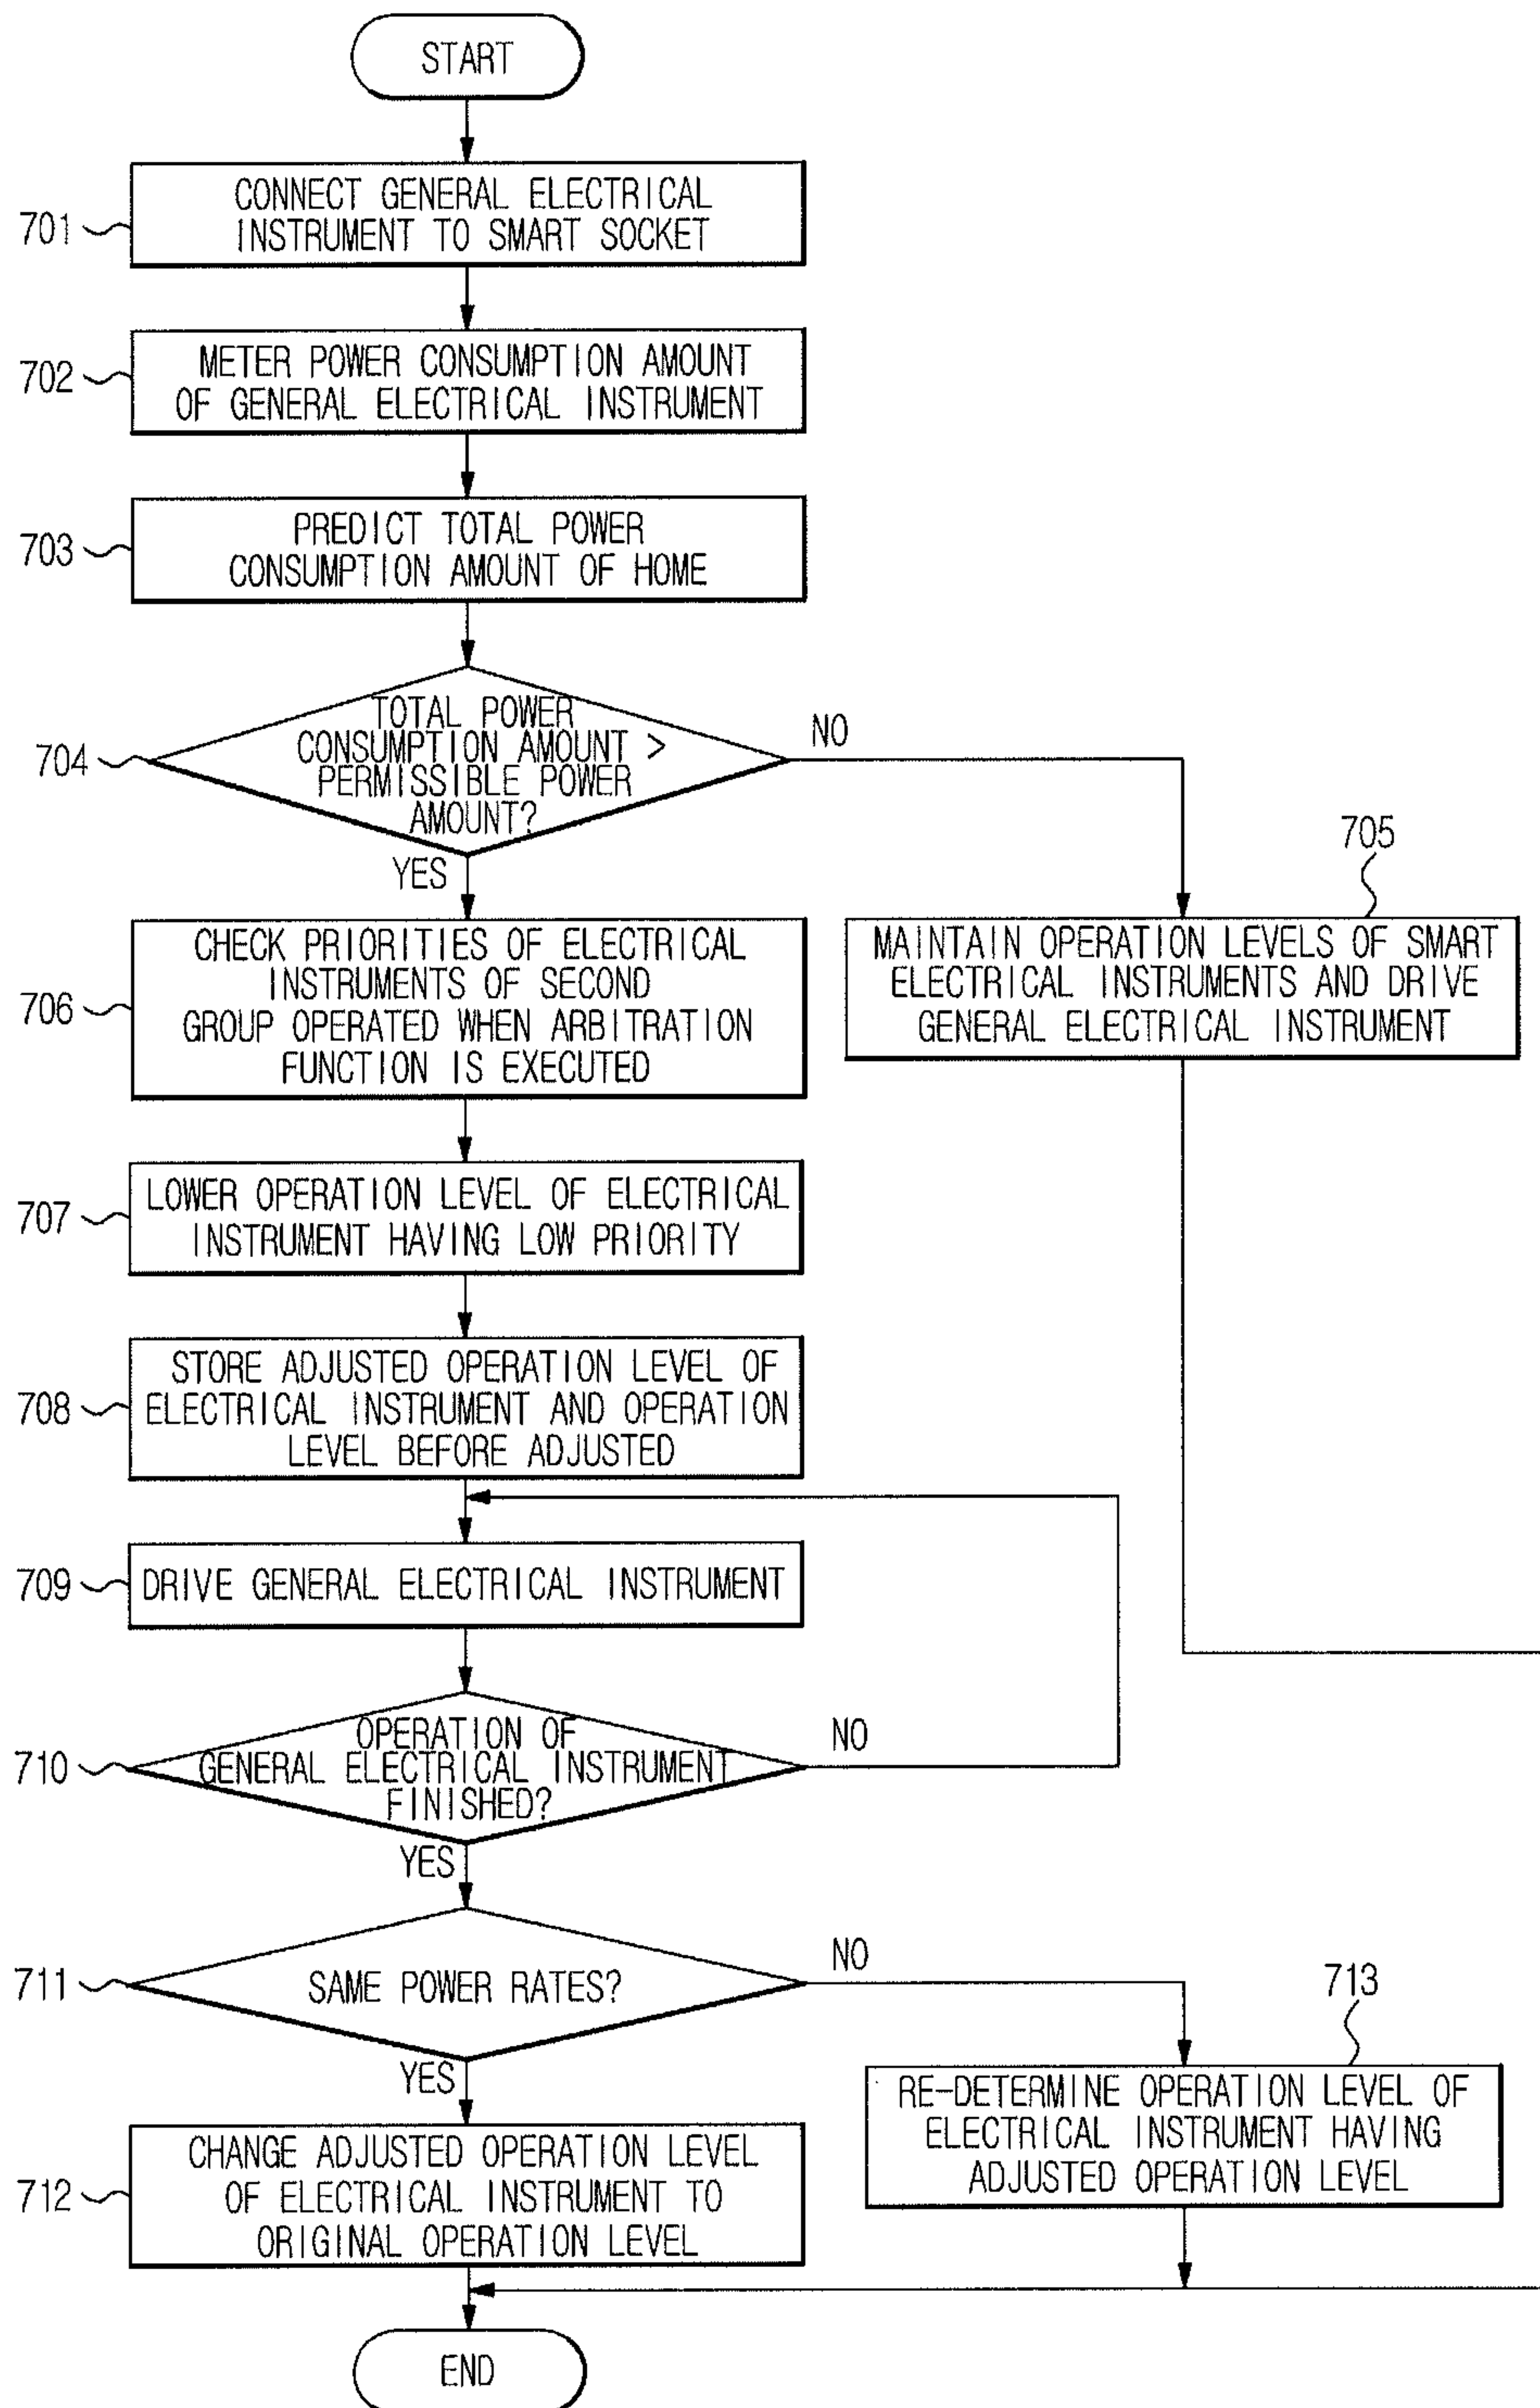 START
701
CONNECT GENERAL ELECTRICAL
INSTRUMENT TO SMART SOCKET
702
METER POWER CONSUMPTION AMOUNT
OF GENERAL ELECTRICAL INSTRUMENT
703
PREDICT TOTAL POWER
CONSUMPTION AMOUNT OF HOME
704
TOTAL POWER
CONSUMPTION AMOUNT >
PERMISSIBLE POWER
AMOUNT?
NO
YES
705
MAINTAIN OPERATION LEVELS OF SMART
ELECTRICAL INSTRUMENTS AND DRIVE
GENERAL ELECTRICAL INSTRUMENT
706
CHECK PRIORITIES OF ELECTRICAL
INSTRUMENTS OF SECOND
GROUP OPERATED WHEN ARBITRATION
FUNCTION IS EXECUTED
707
LOWER OPERATION LEVEL OF ELECTRICAL
INSTRUMENT HAVING LOW PRIORITY
708
STORE ADJUSTED OPERATION LEVEL OF
ELECTRICAL INSTRUMENT AND OPERATION
LEVEL BEFORE ADJUSTED
709
DRIVE GENERAL ELECTRICAL INSTRUMENT
710
OPERATION OF
GENERAL ELECTRICAL INSTRUMENT
FINISHED?
NO
YES
711
SAME POWER RATES?
NO
YES
713
RE-DETERMINE OPERATION LEVEL OF
ELECTRICAL INSTRUMENT HAVING
ADJUSTED OPERATION LEVEL
712
CHANGE ADJUSTED OPERATION LEVEL
OF ELECTRICAL INSTRUMENT TO
ORIGINAL OPERATION LEVEL
END